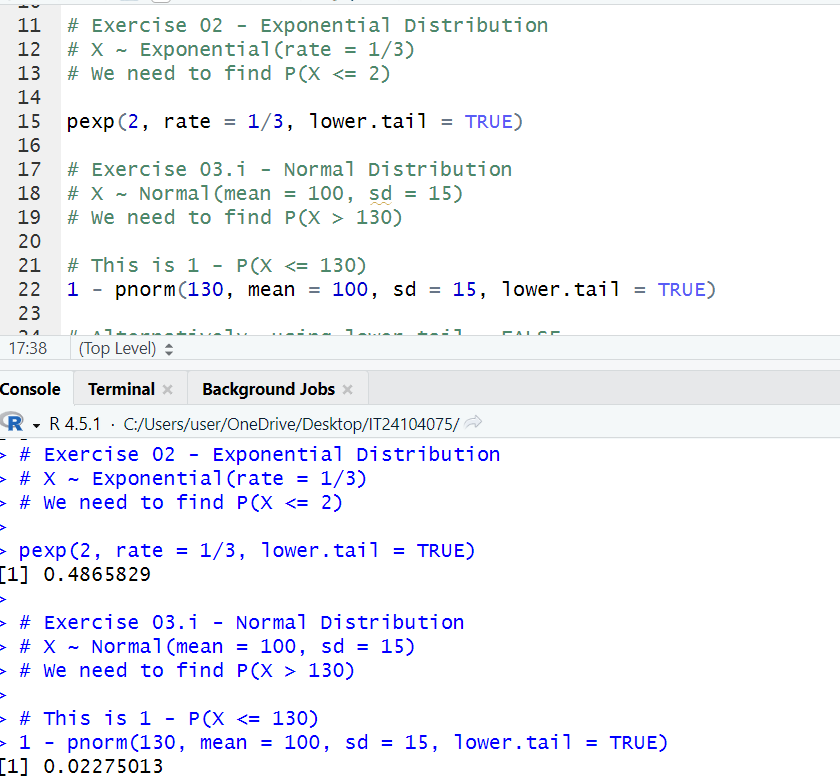 11 # Exercise 02 - Exponential Distribution
12 # X ~ Exponential(rate = 1/3)
13 # We need to find P(X <= 2)
14
15 pexp(2, rate = 1/3, lower.tail = TRUE)
16
17 # Exercise 03.i - Normal Distribution
18 # X ~ Normal(mean = 100, sd = 15)
19 # We need to find P(X > 130)
20
21 # This is 1 - P(X <= 130)
22 1 - pnorm(130, mean = 100, sd = 15, lower.tail = TRUE)
23
17:38 (Top Level)
Console Terminal × Background Jobs ×
R R 4.5.1 · C:/Users/user/OneDrive/Desktop/IT24104075/
> # Exercise 02 - Exponential Distribution
> # X ~ Exponential(rate = 1/3)
> # We need to find P(X <= 2)
>
> pexp(2, rate = 1/3, lower.tail = TRUE)
[1] 0.4865829
>
> # Exercise 03.i - Normal Distribution
> # X ~ Normal(mean = 100, sd = 15)
> # We need to find P(X > 130)
>
> # This is 1 - P(X <= 130)
> 1 - pnorm(130, mean = 100, sd = 15, lower.tail = TRUE)
[1] 0.02275013